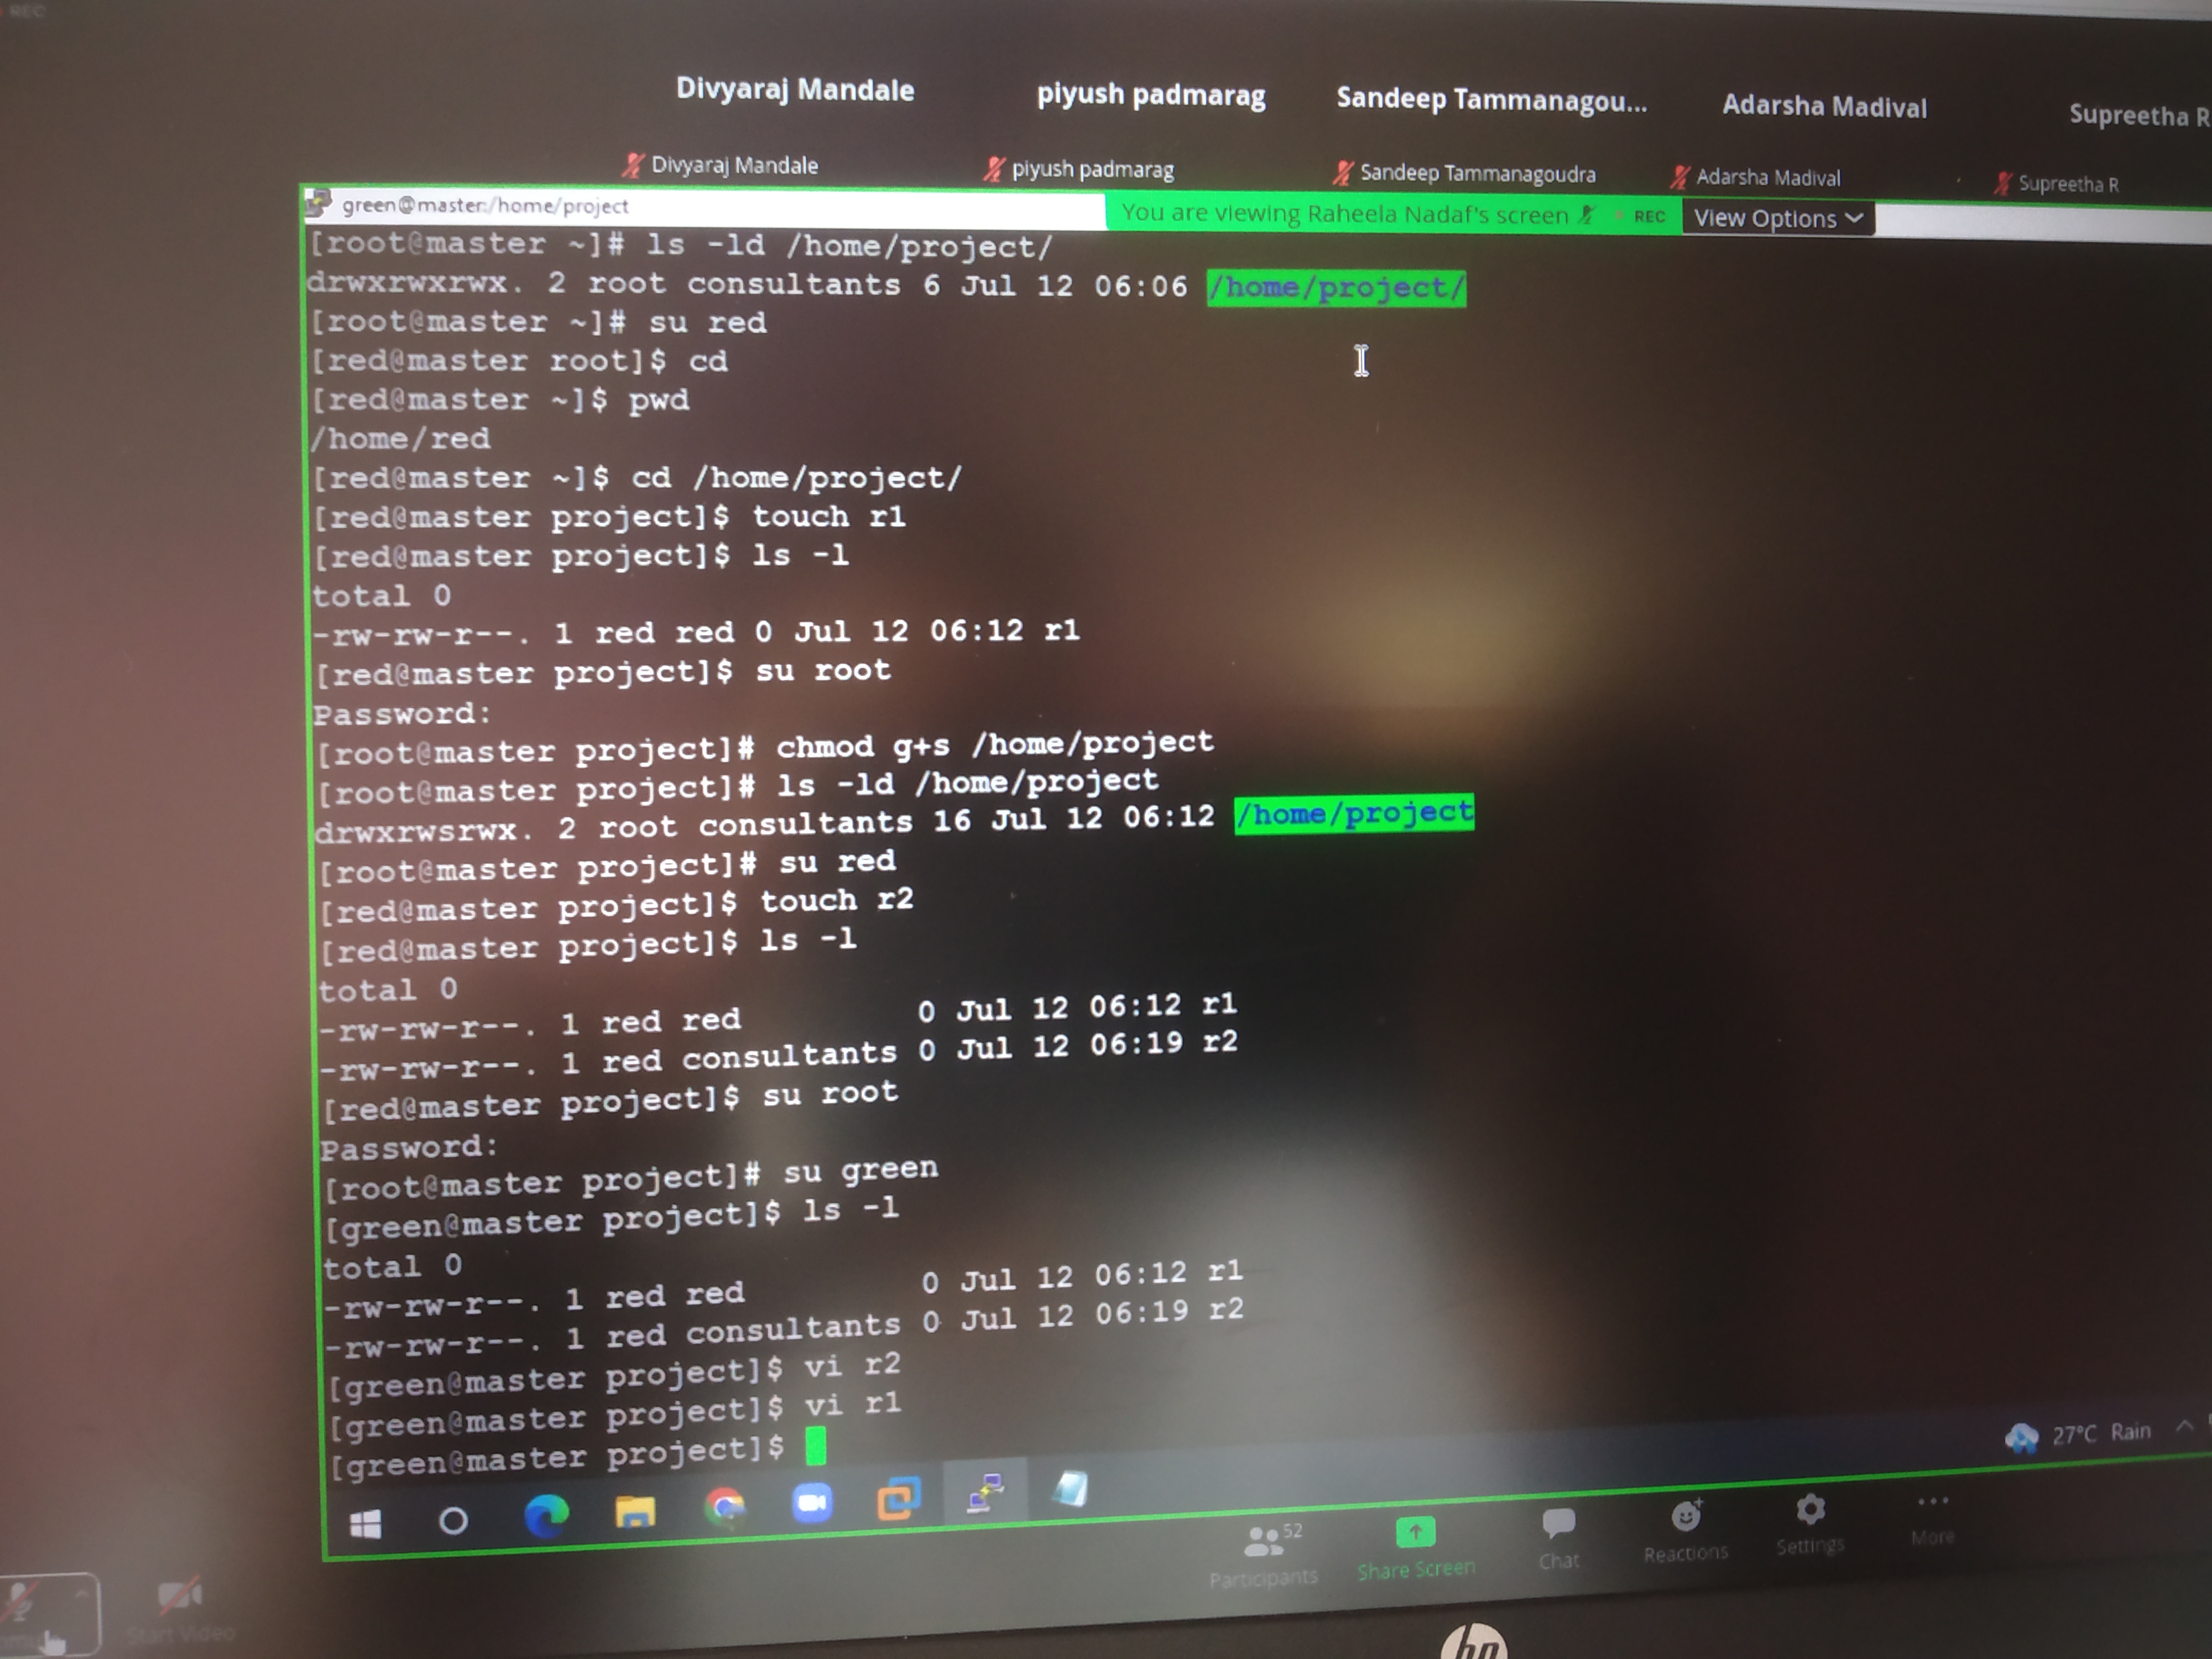 REC
Divyaraj Mandale piyush padmarag Sandeep Tammanagou... Adarsha Madival Supreetha R
Divyaraj Mandale piyush padmarag Sandeep Tammanagoudra Adarsha Madival Supreetha R
green@master:/home/project You are viewing Raheela Nadaf's screen REC View Options
[root@master ~]# ls -ld /home/project/
drwxrwxrwx. 2 root consultants 6 Jul 12 06:06 /home/project/
[root@master ~]# su red
[red@master root]$ cd
[red@master ~]$ pwd
/home/red
[red@master ~]$ cd /home/project/
[red@master project]$ touch r1
[red@master project]$ ls -l
total 0
-rw-rw-r--. 1 red red 0 Jul 12 06:12 r1
[red@master project]$ su root
Password:
[root@master project]# chmod g+s /home/project
[root@master project]# ls -ld /home/project
drwxrwsrwx. 2 root consultants 16 Jul 12 06:12 /home/project
[root@master project]# su red
[red@master project]$ touch r2
[red@master project]$ ls -l
total 0
-rw-rw-r--. 1 red red 0 Jul 12 06:12 r1
-rw-rw-r--. 1 red consultants 0 Jul 12 06:19 r2
[red@master project]$ su root
Password:
[root@master project]# su green
[green@master project]$ ls -l
total 0
-rw-rw-r--. 1 red red 0 Jul 12 06:12 r1
-rw-rw-r--. 1 red consultants 0 Jul 12 06:19 r2
[green@master project]$ vi r2
[green@master project]$ vi r1
[green@master project]$
27°C Rain
52
Participants Share Screen Chat Reactions Settings More
Start Video
hp